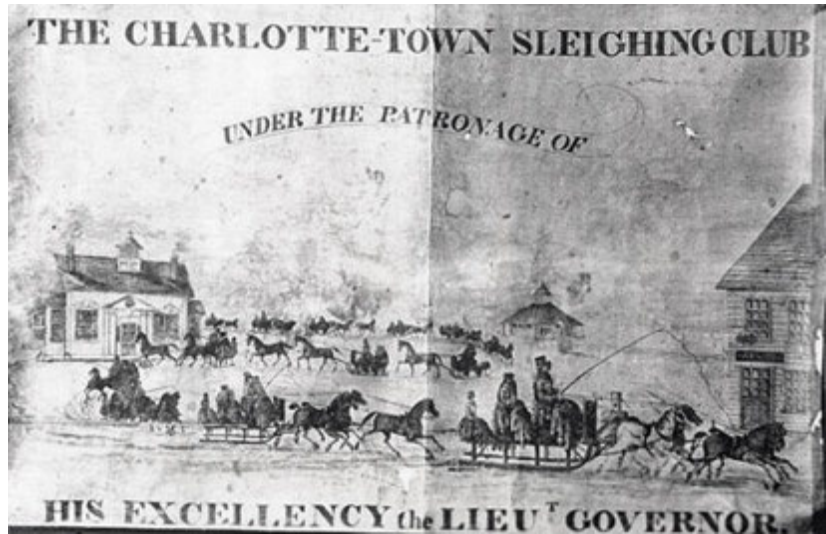 THE CHARLOTTE-TOWN SLEIGHING CLUB
UNDER THE PATRONAGE OF
HIS EXCELLENCY the LIEUT GOVERNOR.